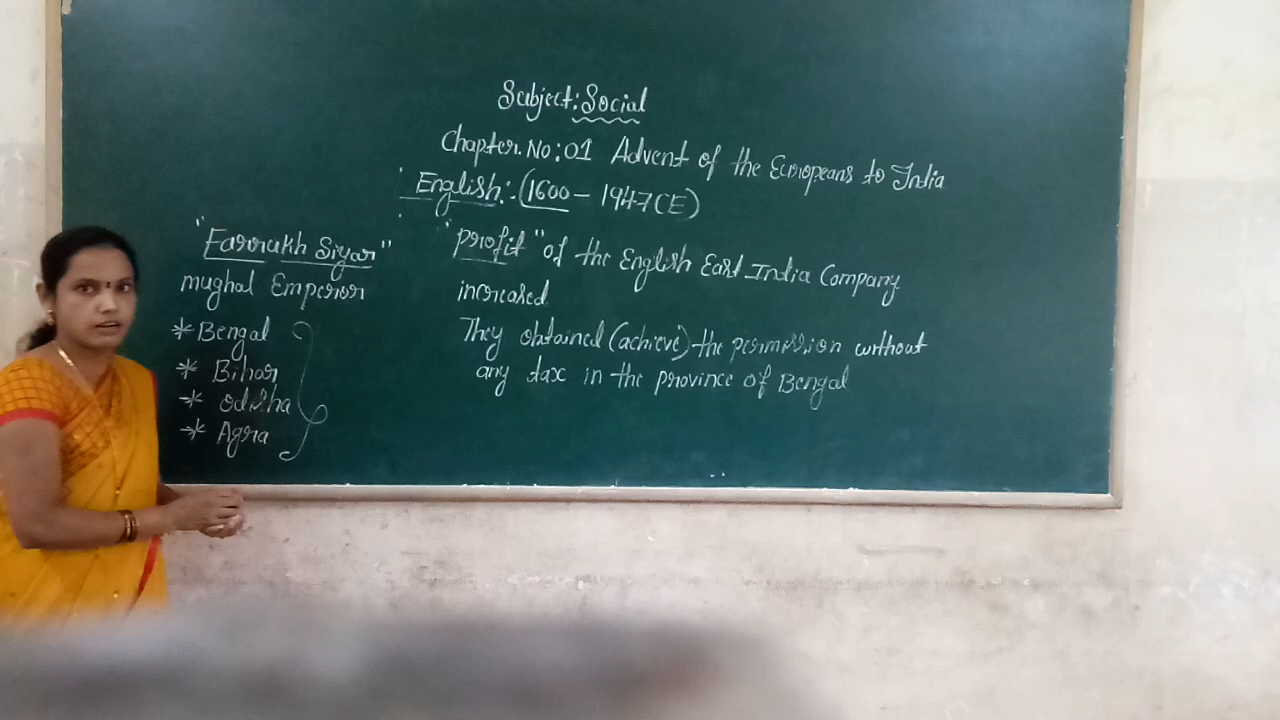 Subject: Social
Chapter. No: 01 Advent of the Europeans to India
English:- (1600 - 1947 CE)
"Farrukh Siyar"
mughal Emperor
* Bengal
* Bihar
* odisha
* Agra
"profit" of the English East India Company
increased.
They obtained (achieve) the permission without
any tax in the province of Bengal